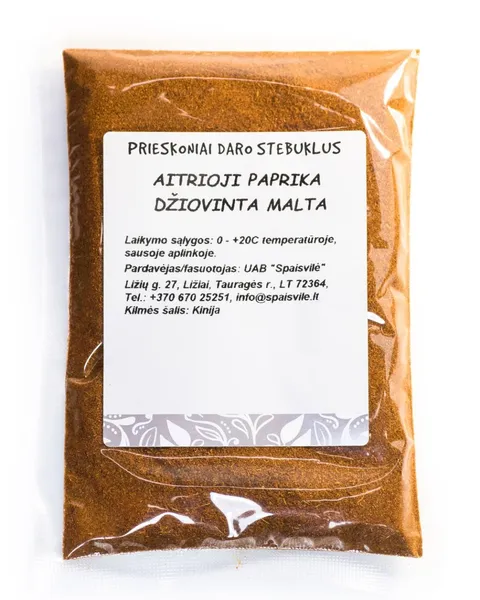 PRIESKONIAI DARO STEBUKLUS
AITRIOJI PAPRIKA
DŽIOVINTA MALTA
Laikymo sąlygos: 0 - +20C temperatūroje,
sausoje aplinkoje.
Pardavėjas/fasuotojas: UAB "Spaisvilė"
Ližių g. 27, Ližiai, Tauragės r., LT 72364,
Tel.: +370 670 25251, info@spaisvile.lt
Kilmės šalis: Kinija